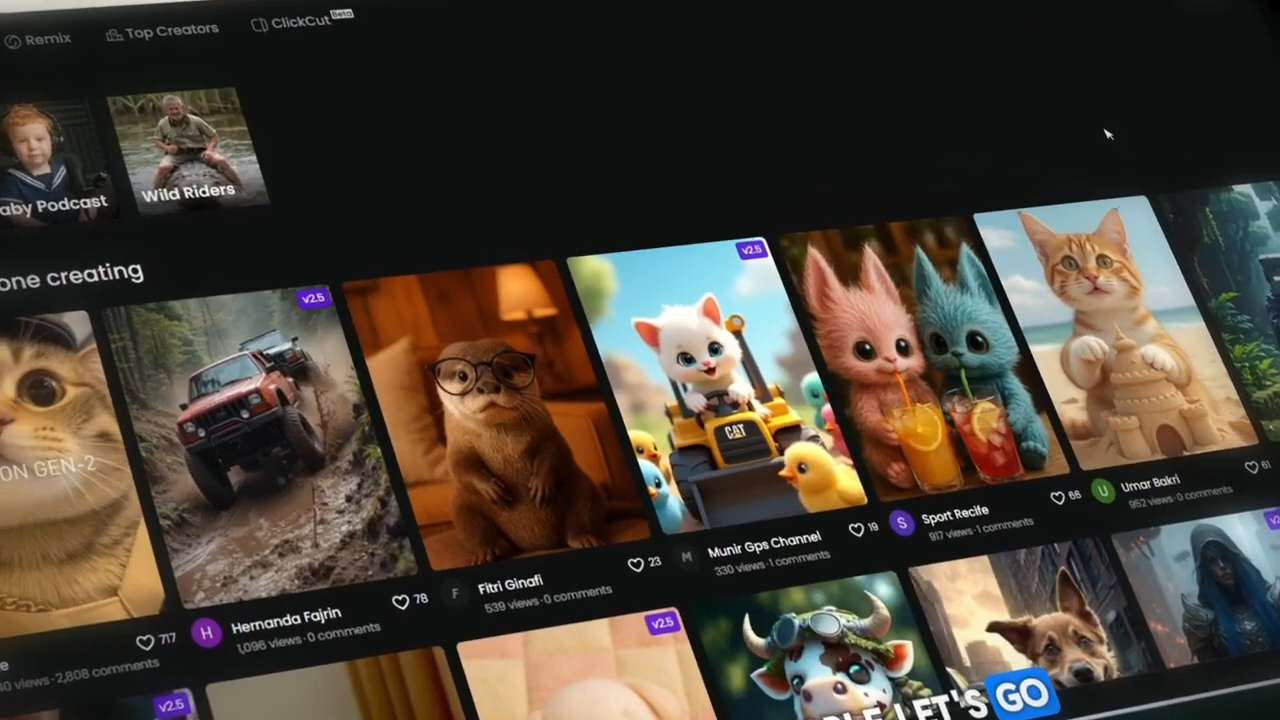 Remix
Top Creators
ClickCut Beta
aby Podcast
Wild Riders
one creating
v2.5
v2.5
ON GEN-2
CAT
e
717
40 views·2,808 comments
H
Hernanda Fajrin
78
1,096 views·0 comments
F
Fitri Ginafi
23
539 views·0 comments
M
Munir Gps Channel
19
330 views·1 comments
S
Sport Recife
66
917 views·1 comments
U
Umar Bakri
61
952 views·0 comments
v2.5
v2.5
LET'S GO